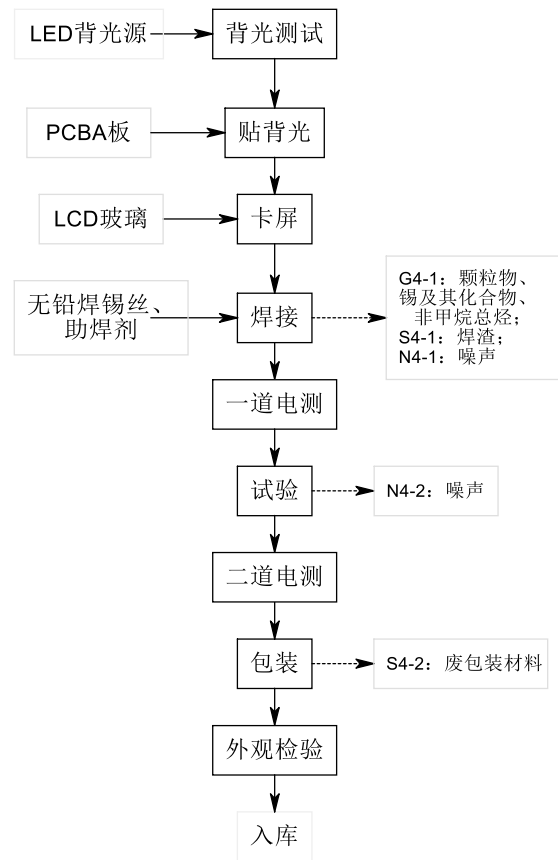 LED背光源
背光测试
PCBA板
贴背光
LCD玻璃
卡屏
无铅焊锡丝、
助焊剂
焊接
G4-1：颗粒物、
锡及其化合物、
非甲烷总烃；
S4-1：焊渣；
N4-1：噪声
一道电测
试验
N4-2：噪声
二道电测
包装
S4-2：废包装材料
外观检验
入库